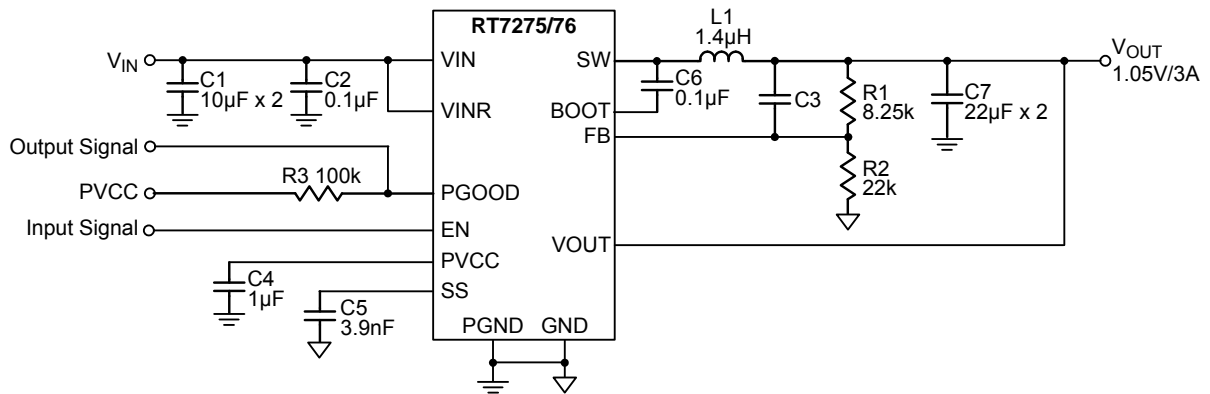 RT7275/76
VIN
VIN
SW
L1
1.4µH
VOUT
1.05V/3A
C1
10µF x 2
C2
0.1µF
C6
0.1µF
C3
R1
8.25k
C7
22µF x 2
VINR
BOOT
FB
Output Signal
R3 100k
PVCC
PGOOD
R2
22k
Input Signal
EN
VOUT
PVCC
C4
1µF
SS
C5
3.9nF
PGND
GND